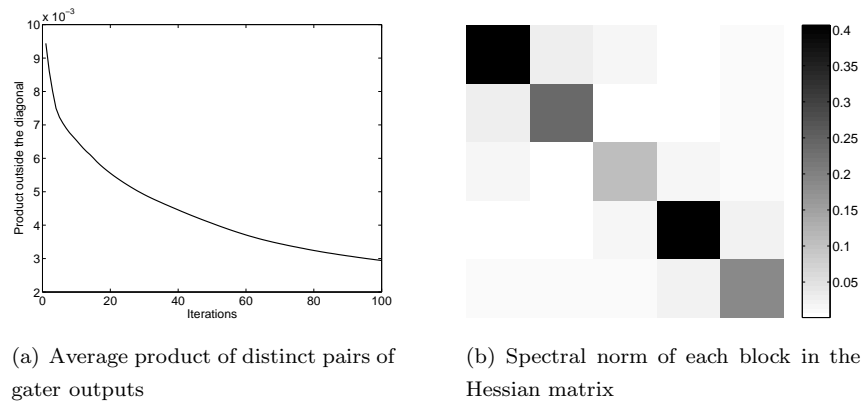 x 10⁻³
10
9
8
7
6
5
4
3
2
0 20 40 60 80 100
Product outside the diagonal
Iterations
0.4
0.35
0.3
0.25
0.2
0.15
0.1
0.05
(a) Average product of distinct pairs of
gater outputs
(b) Spectral norm of each block in the
Hessian matrix